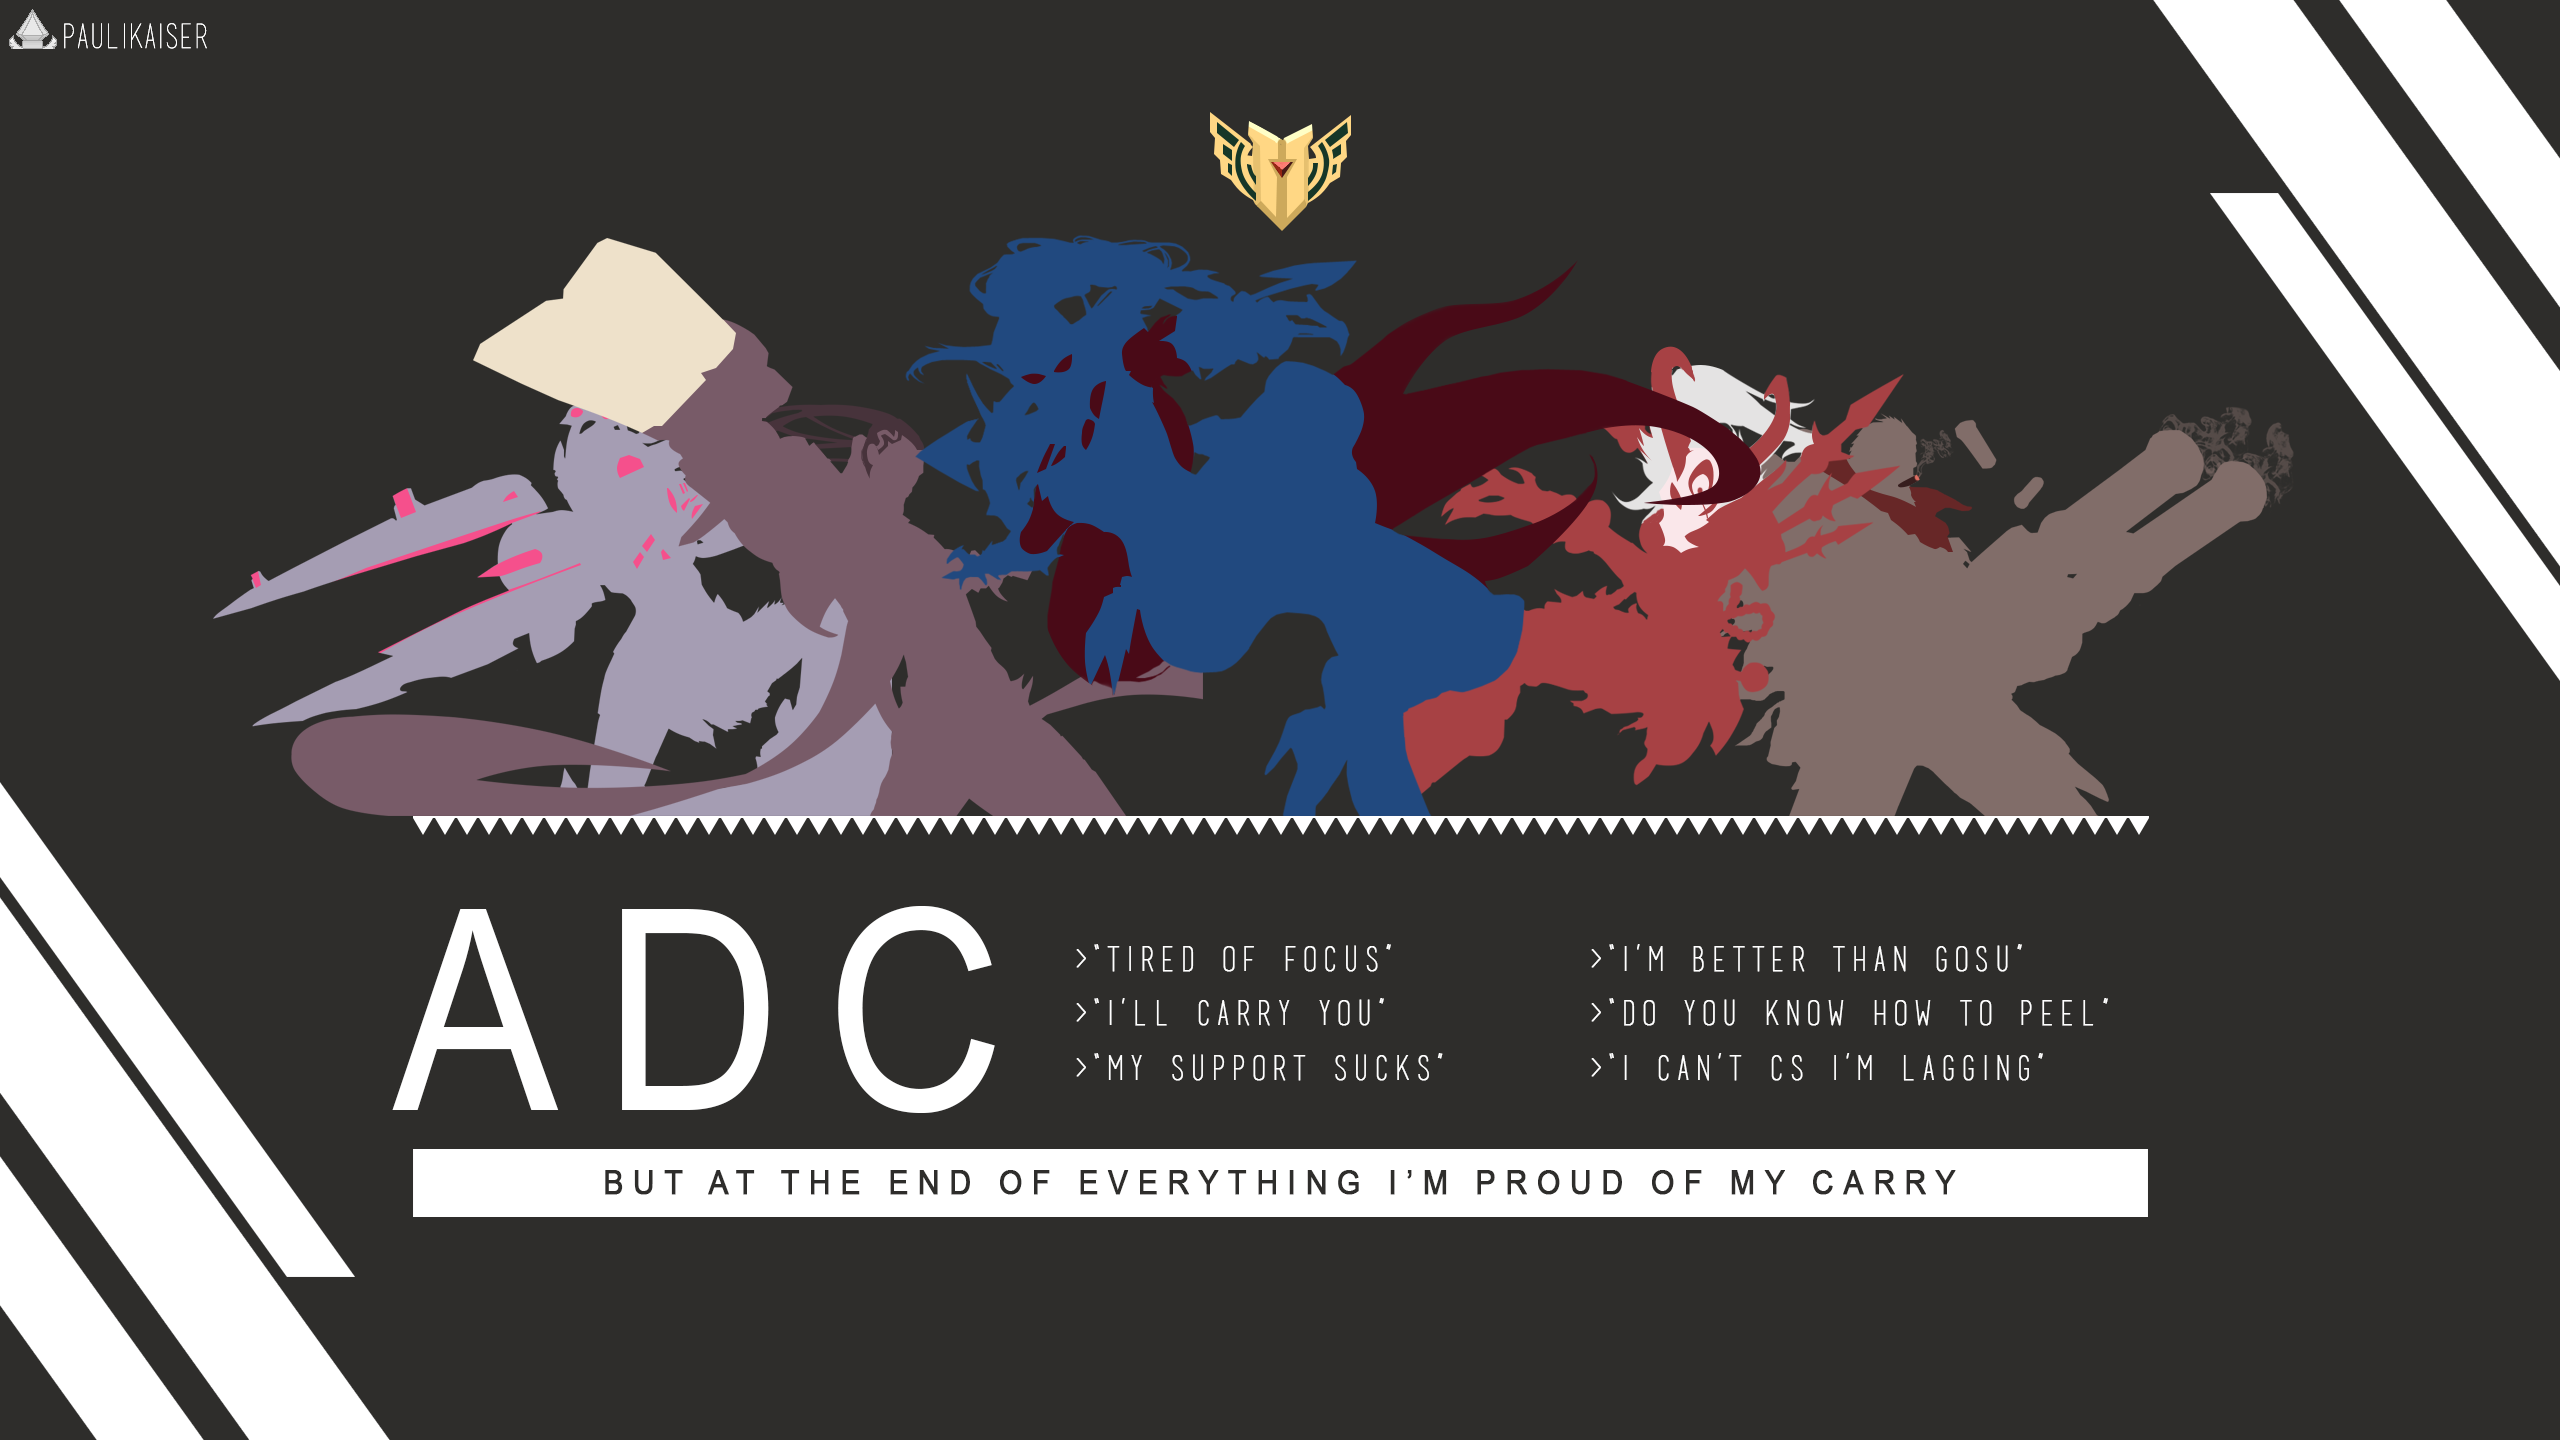 PAULIKAISER
ADC
>"TIRED OF FOCUS"
>"I'LL CARRY YOU"
>"MY SUPPORT SUCKS"
>"I'M BETTER THAN GOSU"
>"DO YOU KNOW HOW TO PEEL"
>"I CAN'T CS I'M LAGGING"
BUT AT THE END OF EVERYTHING I’M PROUD OF MY CARRY